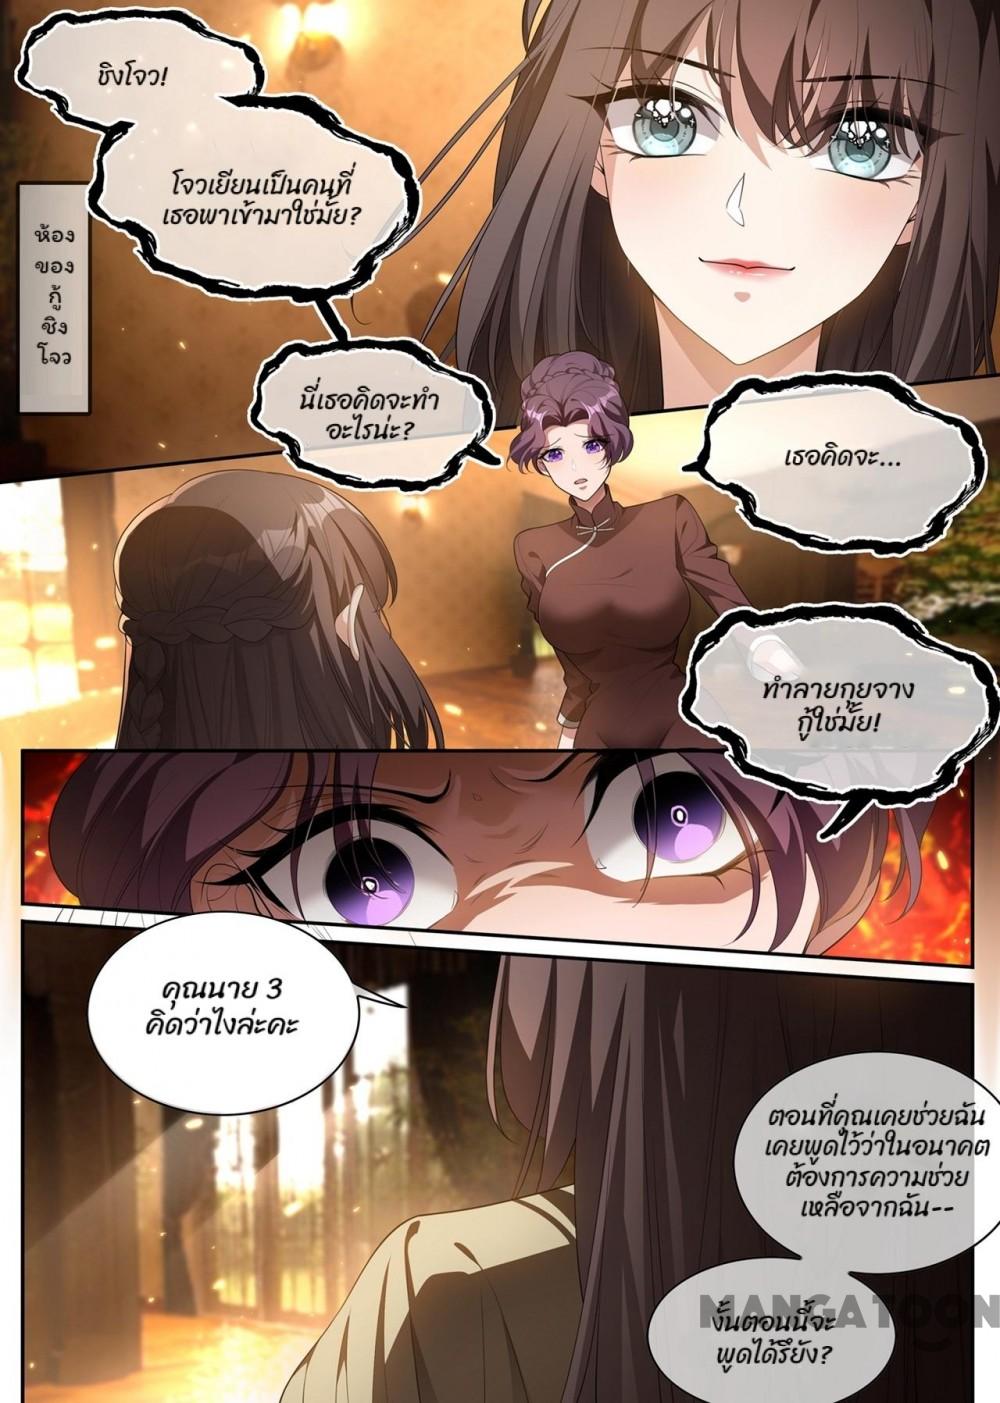 ชิงโจว!
โจวเยียนเป็นคนที่
เธอพาเข้ามาใช่มั้ย?
ห้อง
ของ
กู้
ชิง
โจว
นี่เธอคิดจะทำ
อะไรน่ะ?
เธอคิดจะ...
ทำลายกุยจาง
กู้ใช่มั้ย!
คุณนาย 3
คิดว่าไงล่ะคะ
ตอนที่คุณเคยช่วยฉัน
เคยพูดไว้ว่าในอนาคต
ต้องการความช่วย
เหลือจากฉัน--
MANGATOON
งั้นตอนนี้จะ
พูดได้รึยัง?